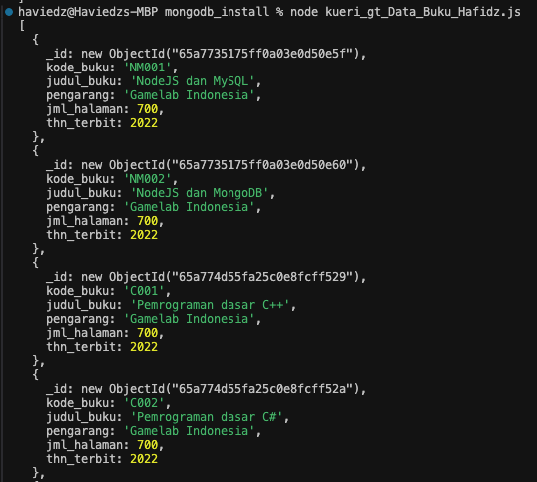 haviedz@Haviedzs-MBP mongodb_install % node kueri_gt_Data_Buku_Hafidz.js
[
  {
    _id: new ObjectId("65a7735175ff0a03e0d50e5f"),
    kode_buku: 'NM001',
    judul_buku: 'NodeJS dan MySQL',
    pengarang: 'Gamelab Indonesia',
    jml_halaman: 700,
    thn_terbit: 2022
  },
  {
    _id: new ObjectId("65a7735175ff0a03e0d50e60"),
    kode_buku: 'NM002',
    judul_buku: 'NodeJS dan MongoDB',
    pengarang: 'Gamelab Indonesia',
    jml_halaman: 700,
    thn_terbit: 2022
  },
  {
    _id: new ObjectId("65a774d55fa25c0e8fcff529"),
    kode_buku: 'C001',
    judul_buku: 'Pemrograman dasar C++',
    pengarang: 'Gamelab Indonesia',
    jml_halaman: 700,
    thn_terbit: 2022
  },
  {
    _id: new ObjectId("65a774d55fa25c0e8fcff52a"),
    kode_buku: 'C002',
    judul_buku: 'Pemrograman dasar C#',
    pengarang: 'Gamelab Indonesia',
    jml_halaman: 700,
    thn_terbit: 2022
  },